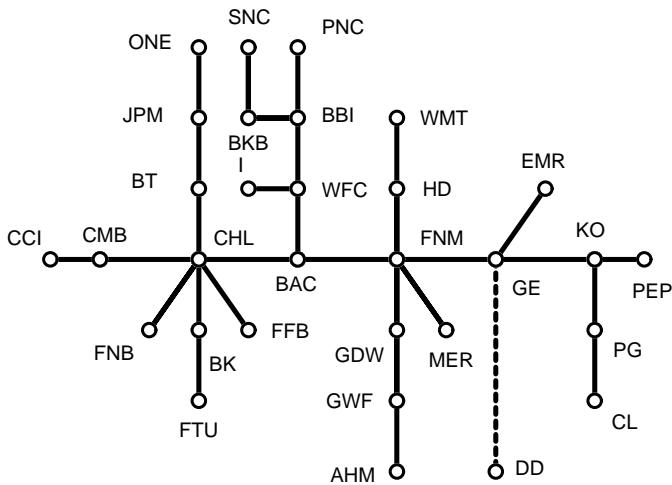 SNC
PNC
ONE
JPM
BKB
BBI
WMT
I
EMR
BT
WFC
HD
CCI
CMB
CHL
FNM
KO
BAC
GE
PEP
FNB
BK
FFB
GDW
MER
PG
FTU
GWF
CL
AHM
DD